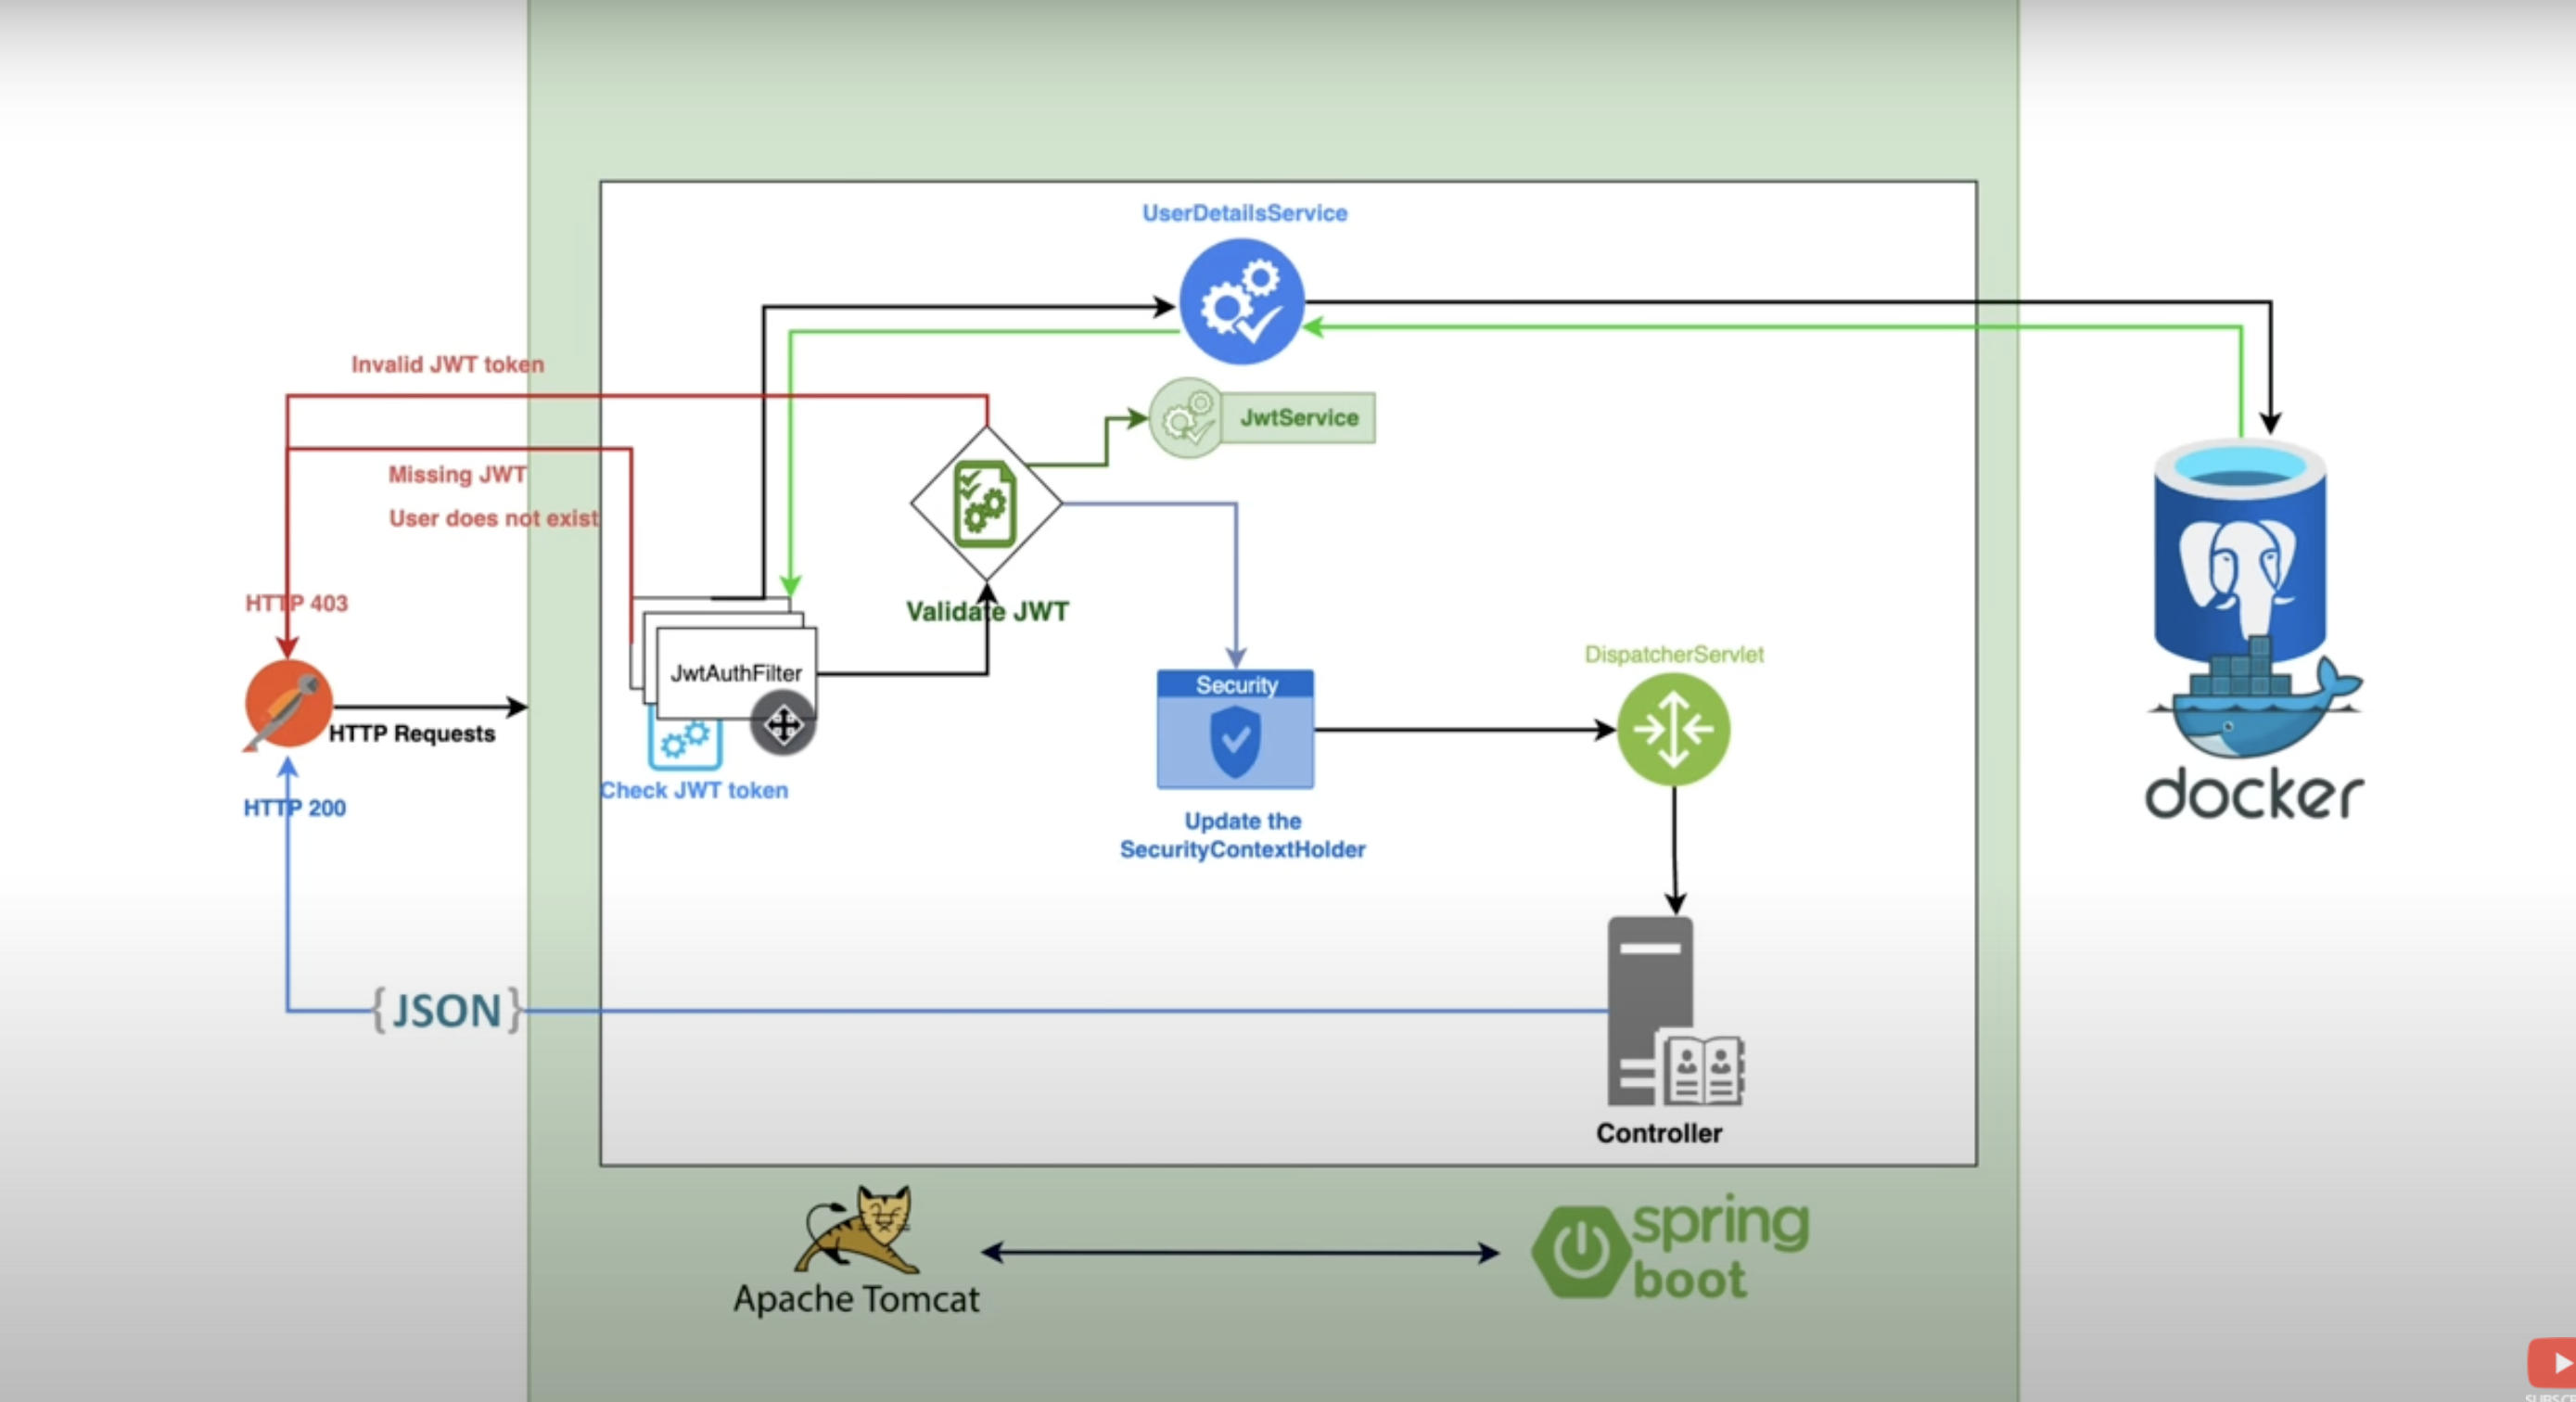 UserDetailsService
Invalid JWT token
JwtService
Missing JWT
User does not exist
HTTP 403
Validate JWT
DispatcherServlet
JwtAuthFilter
Security
HTTP Requests
Check JWT token
HTTP 200
Update the
SecurityContextHolder
docker
{JSON}
Controller
Apache Tomcat
spring
boot